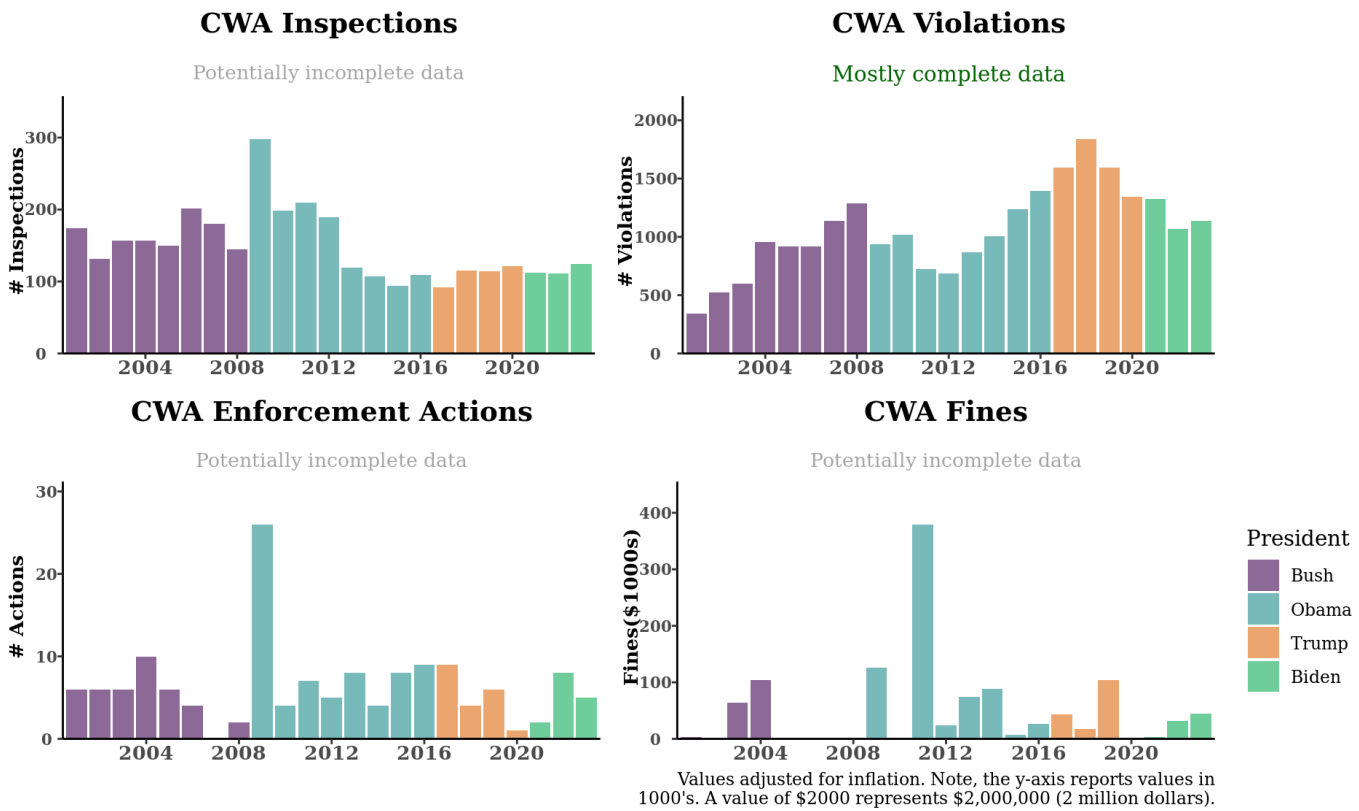 CWA Inspections
Potentially incomplete data
# Inspections
300
200
100
0
2004 2008 2012 2016 2020
CWA Violations
Mostly complete data
# Violations
2000
1500
1000
500
0
2004 2008 2012 2016 2020
CWA Enforcement Actions
Potentially incomplete data
# Actions
30
20
10
0
2004 2008 2012 2016 2020
CWA Fines
Potentially incomplete data
Fines($1000s)
400
300
200
100
0
2004 2008 2012 2016 2020
President
Bush
Obama
Trump
Biden
Values adjusted for inflation. Note, the y-axis reports values in
1000's. A value of $2000 represents $2,000,000 (2 million dollars).